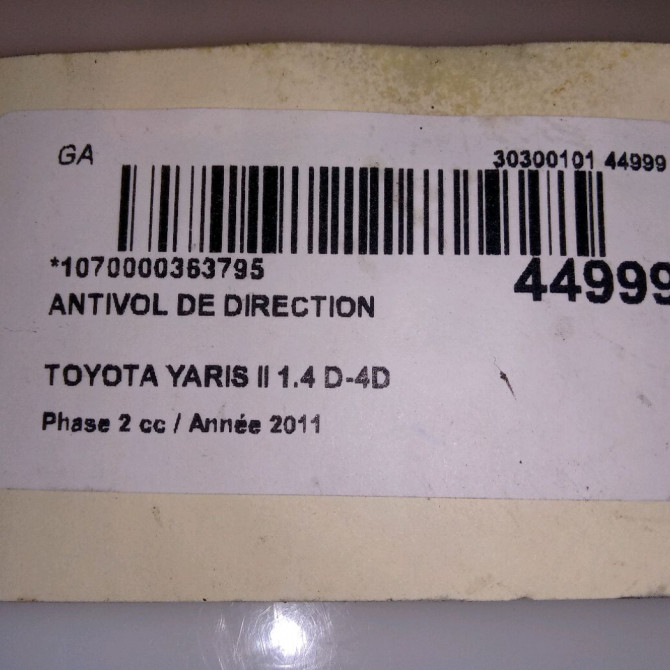 GA
30300101 44999
*1070000363795
44999
ANTIVOL DE DIRECTION
TOYOTA YARIS II 1.4 D-4D
Phase 2 cc / Année 2011